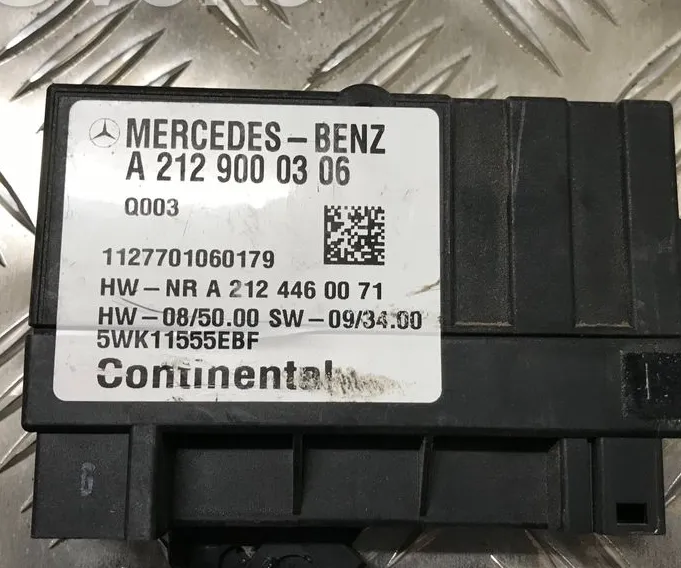 MERCEDES-BENZ
A 212 900 03 06
Q003
1127701060179
HW-NR A 212 446 00 71
HW-08/50.00 SW-09/34.00
5WK11555EBF
Continental